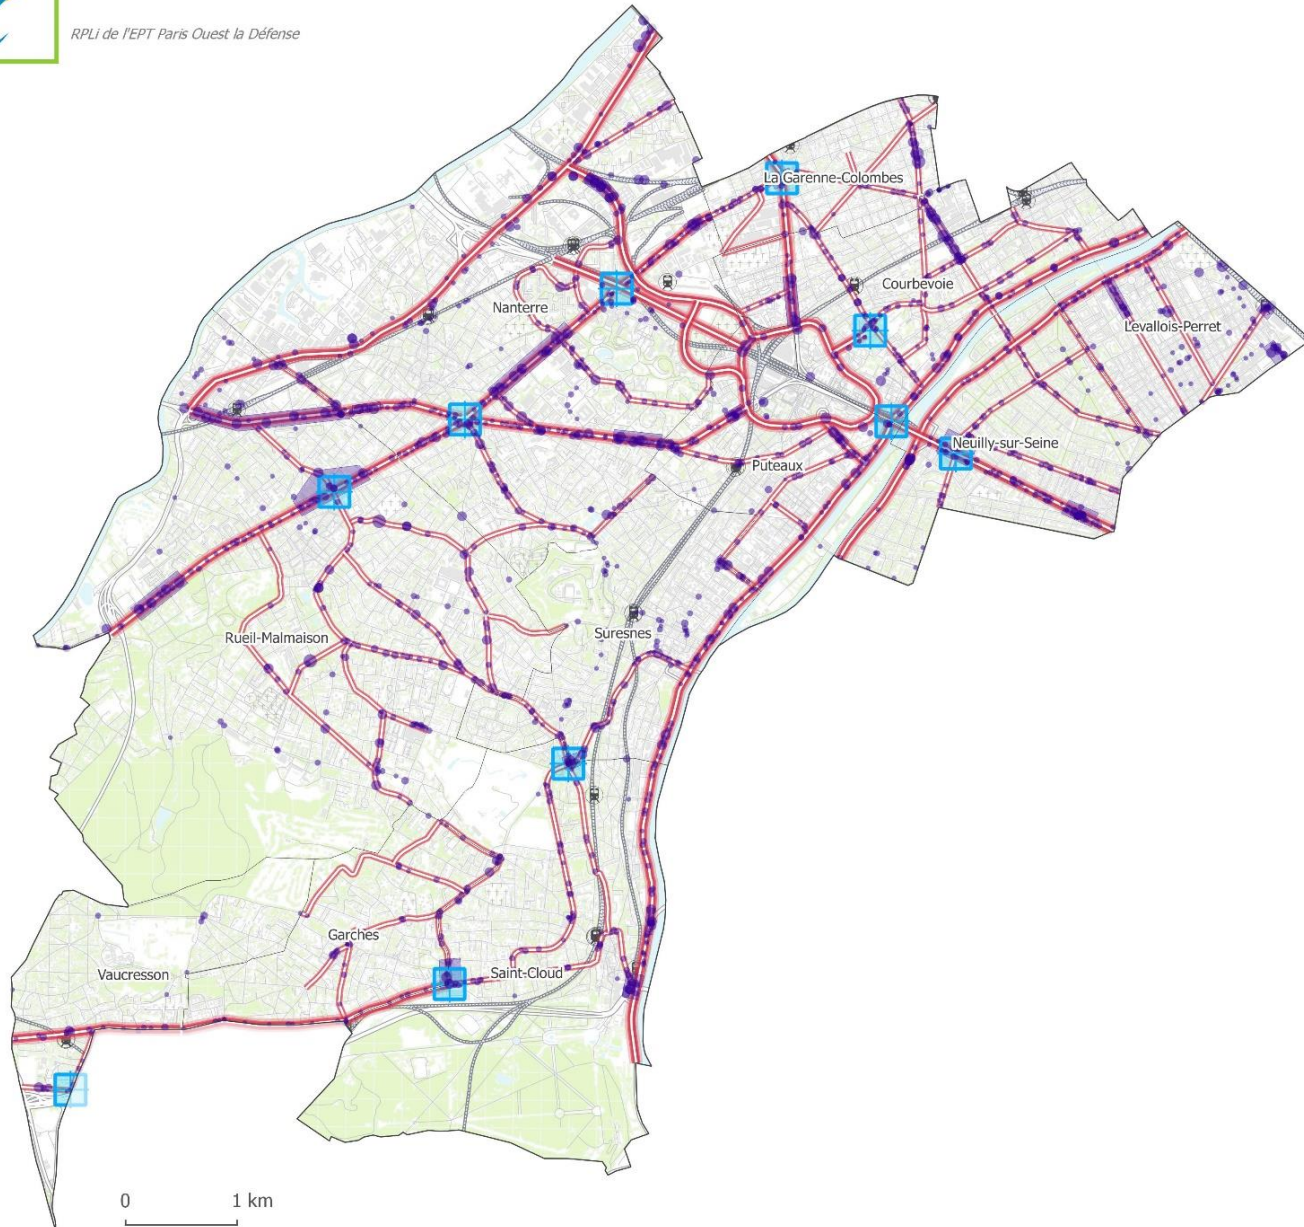 RPLi de l'EPT Paris Ouest la Défense
La Garenne-Colombes
Courbevoie
Nanterre
Levallois-Perret
Neuilly-sur-Seine
Puteaux
Suresnes
Rueil-Malmaison
Garches
Saint-Cloud
Vaucresson
0 1 km